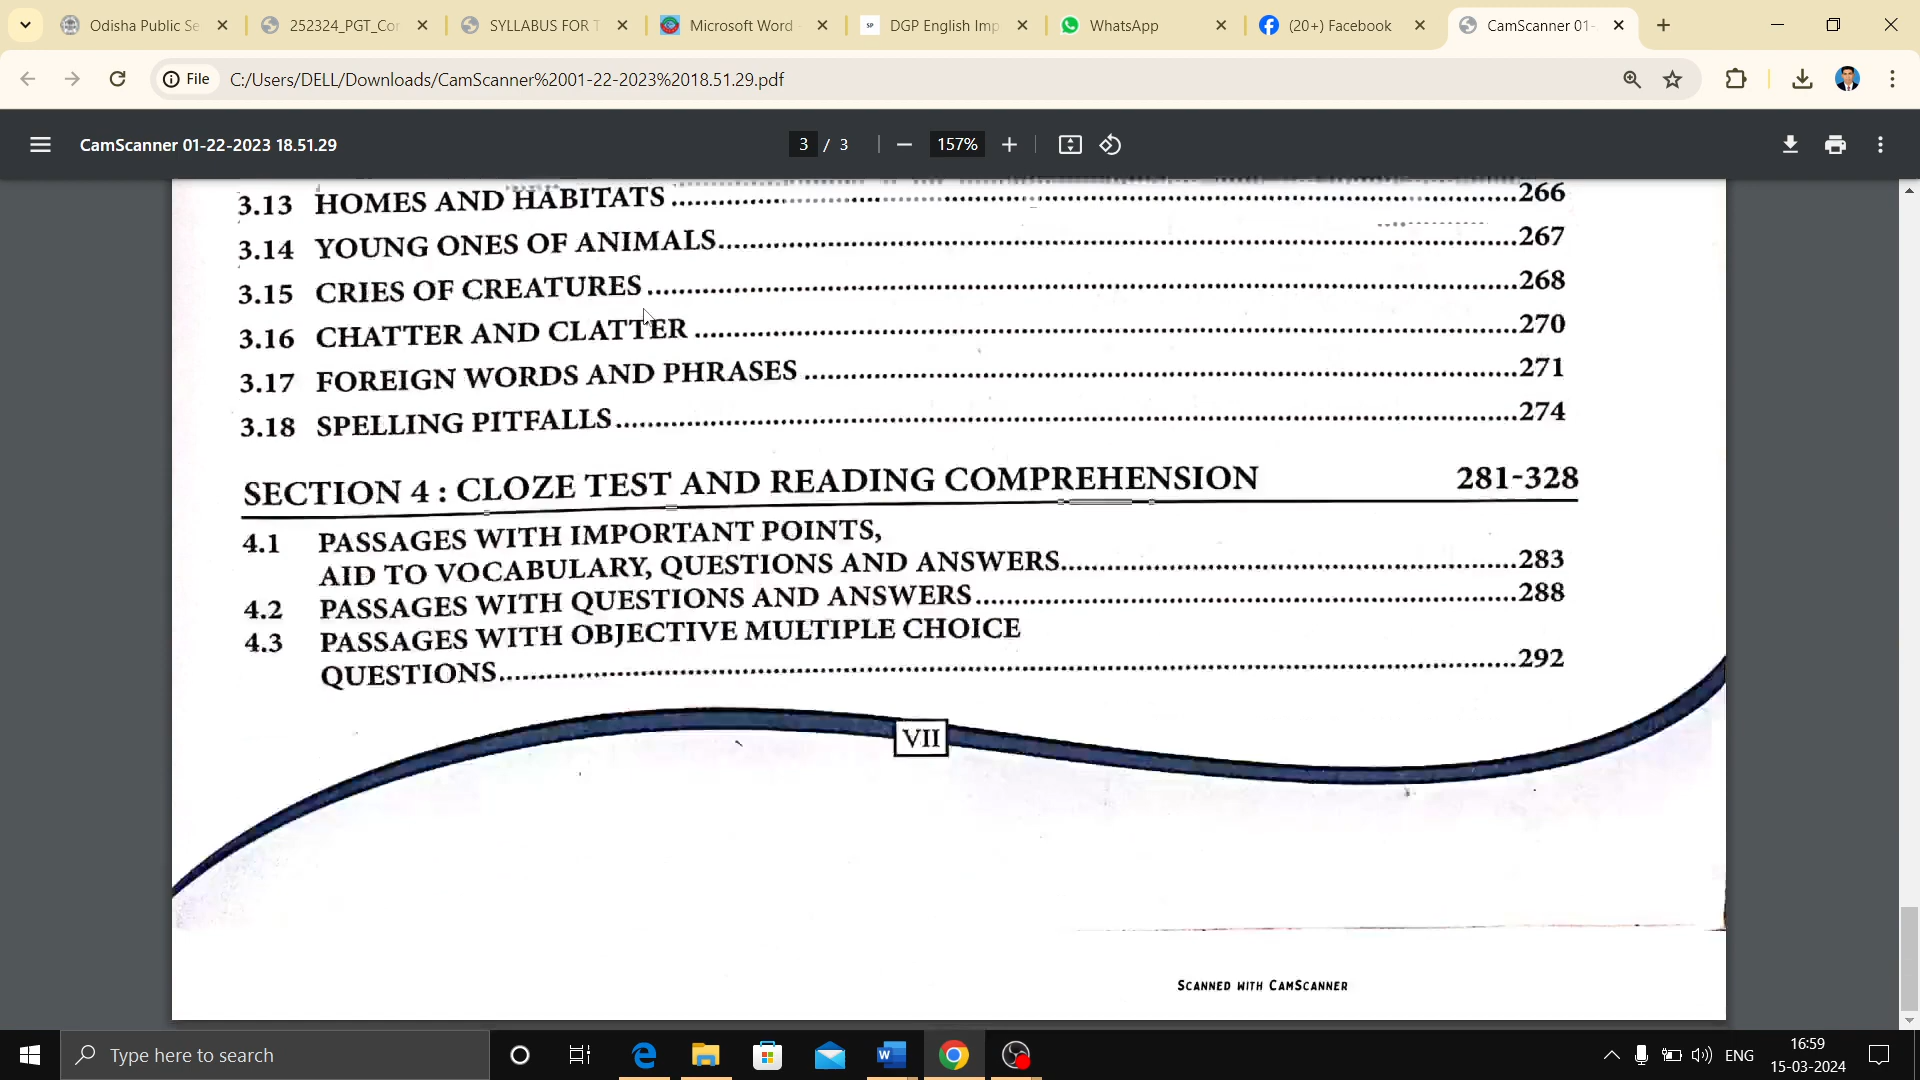 Odisha Public Se
252324_PGT_Cor
SYLLABUS FOR T
Microsoft Word -
DGP English Imp
WhatsApp
(20+) Facebook
CamScanner 01-
File
C:/Users/DELL/Downloads/CamScanner%2001-22-2023%2018.51.29.pdf
CamScanner 01-22-2023 18.51.29
3 / 3
157%
3.13 HOMES AND HABITATS 266
3.14 YOUNG ONES OF ANIMALS 267
3.15 CRIES OF CREATURES 268
3.16 CHATTER AND CLATTER 270
3.17 FOREIGN WORDS AND PHRASES 271
3.18 SPELLING PITFALLS 274
SECTION 4 : CLOZE TEST AND READING COMPREHENSION 281-328
4.1 PASSAGES WITH IMPORTANT POINTS,
AID TO VOCABULARY, QUESTIONS AND ANSWERS 283
4.2 PASSAGES WITH QUESTIONS AND ANSWERS 288
4.3 PASSAGES WITH OBJECTIVE MULTIPLE CHOICE
QUESTIONS 292
VII
SCANNED WITH CAMSCANNER
Type here to search
ENG
16:59
15-03-2024